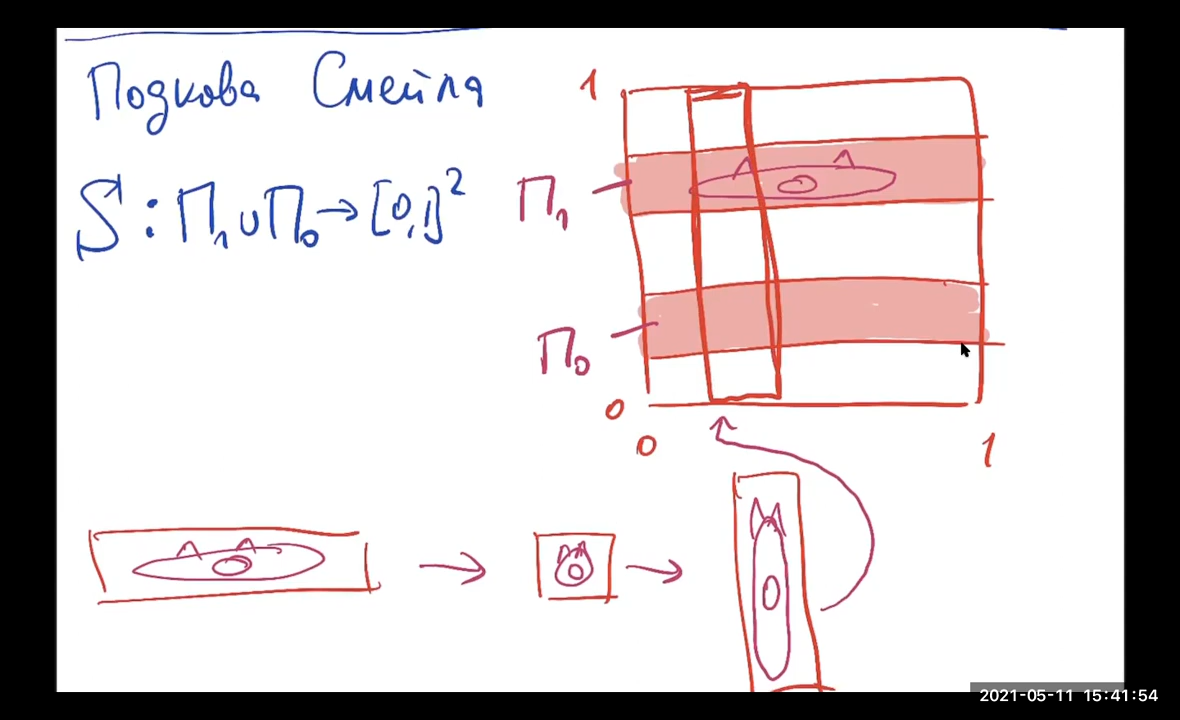 Подкова Смейла
S : П₁ ∪ П₀ → [0,1]²
1
П₁
П₀
0
0 1
2021-05-11 15:41:54